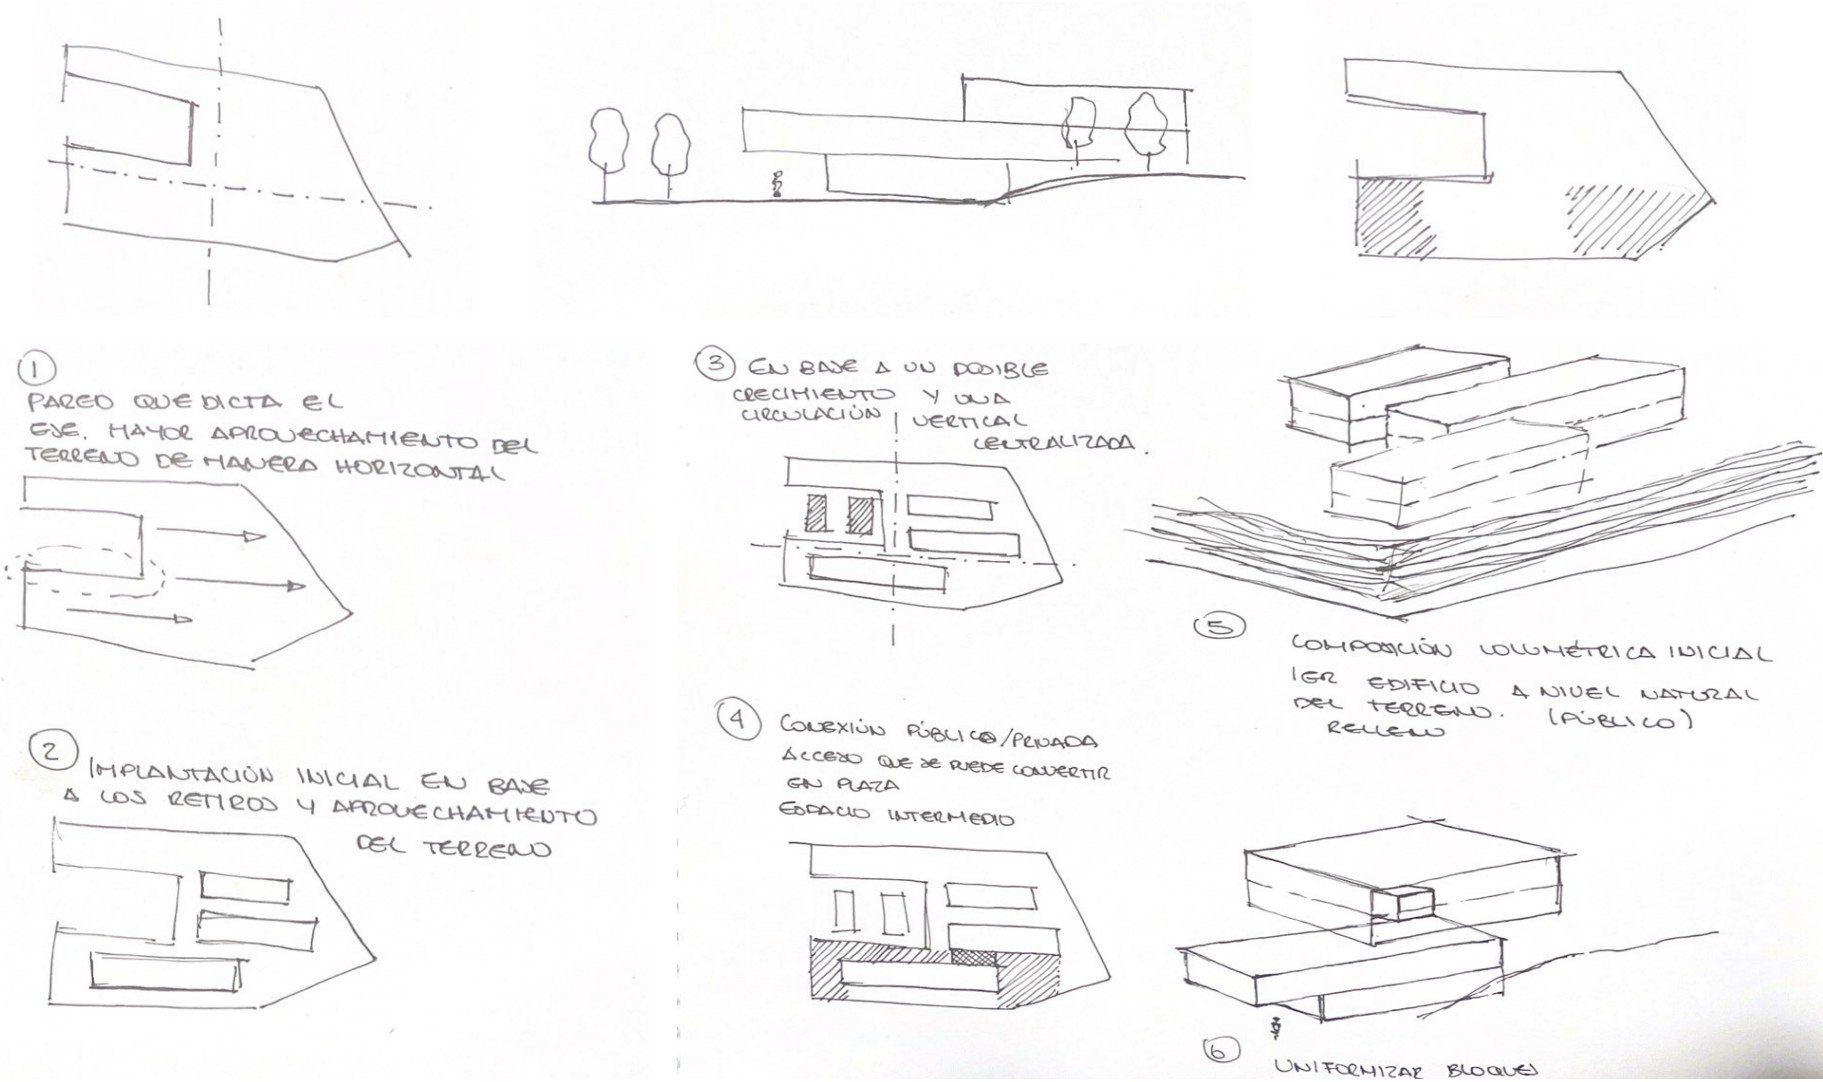 1
PAREO QUE DICTA EL
EJE. MAYOR APROVECHAMIENTO DEL
TERRENO DE MANERA HORIZONTAL
2
IMPLANTACIÓN INICIAL EN BASE
A LOS RETIROS Y APROVECHAMIENTO
DEL TERRENO
3 EN BASE A UN POSIBLE
CRECIMIENTO Y UNA
CIRCULACIÓN VERTICAL
CENTRALIZADA.
4 CONEXIÓN PÚBLICO/PRIVADA
ACCESO QUE SE PUEDE CONVERTIR
EN PLAZA
ESPACIO INTERMEDIO
5
COMPOSICIÓN VOLUMÉTRICA INICIAL
1ER EDIFICIO A NIVEL NATURAL
DEL TERRENO. (PÚBLICO)
RELLENO
6
UNIFORMIZAR BLOQUES